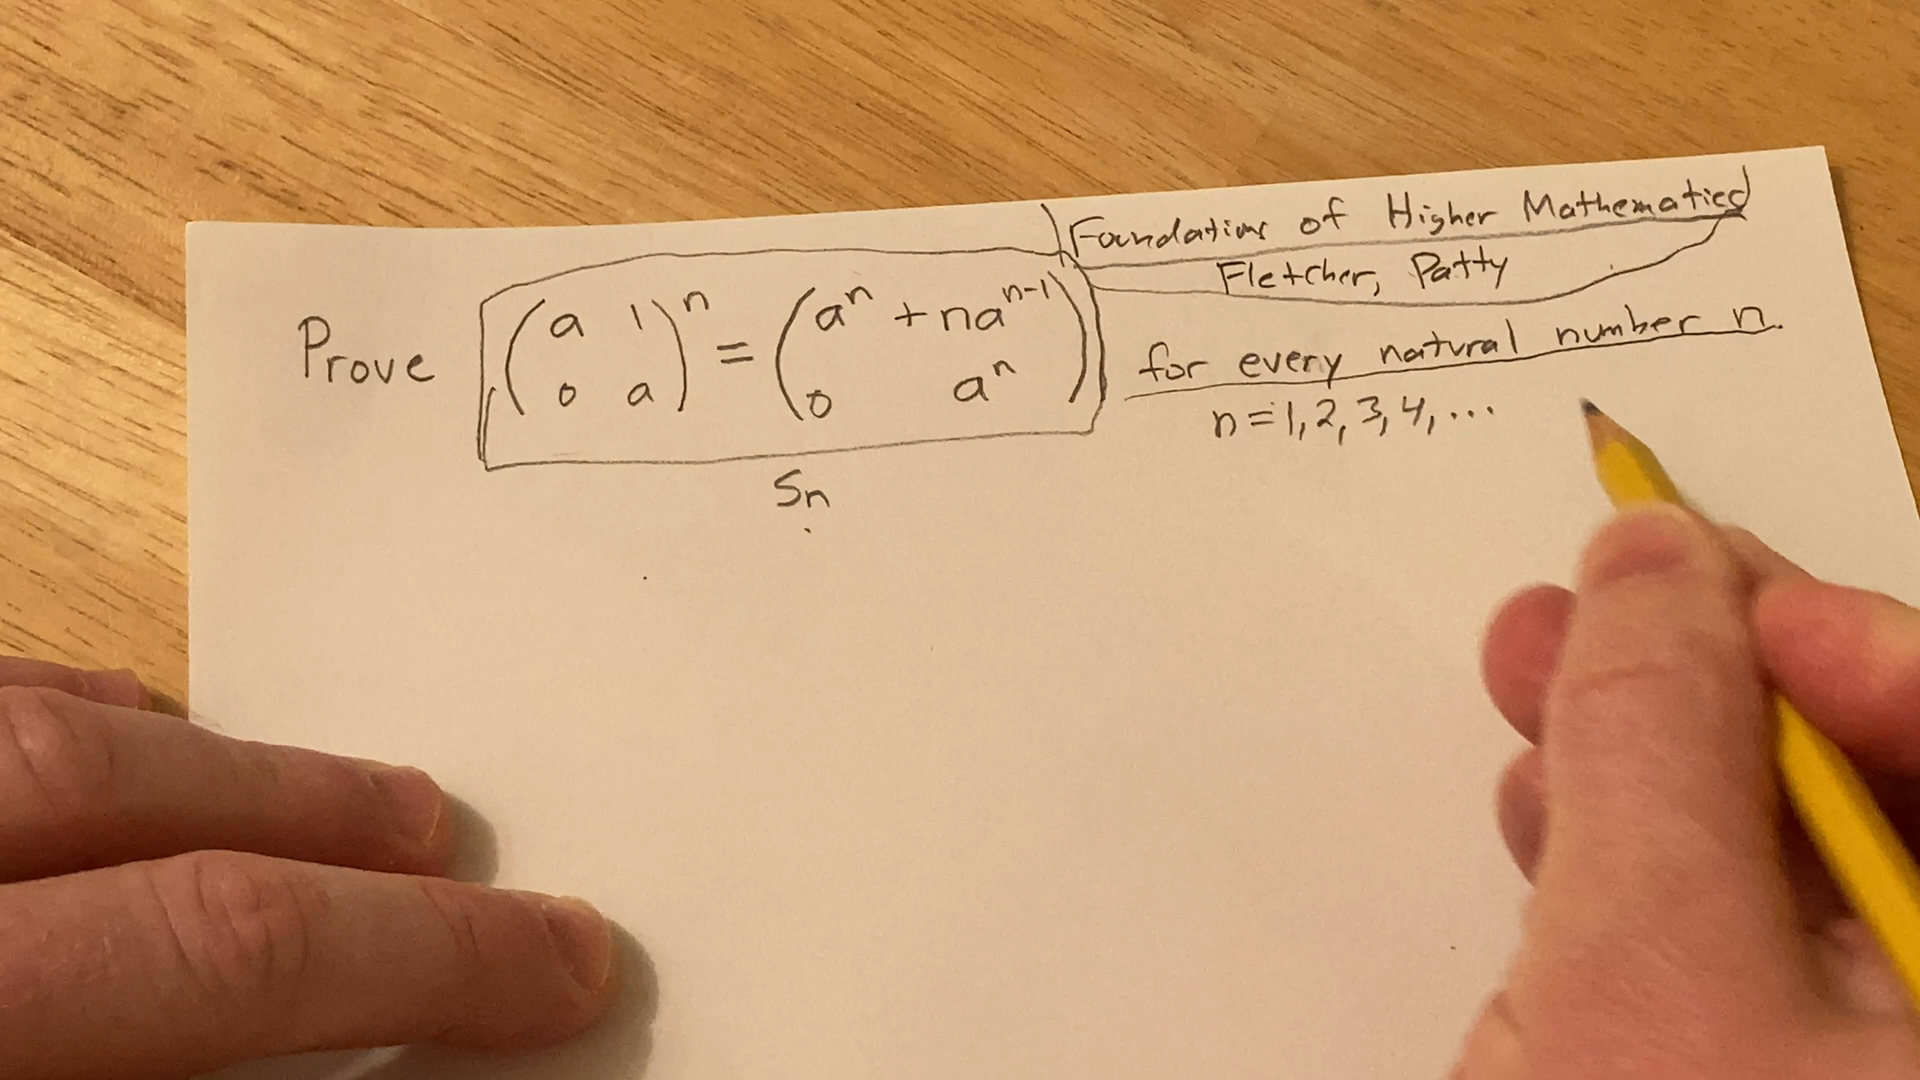 Foundations of Higher Mathematics
Fletcher, Patty
Prove (a 1; 0 a)^n = (a^n + na^{n-1}; 0 a^n) for every natural number n.
n = 1, 2, 3, 4, ...
Sn